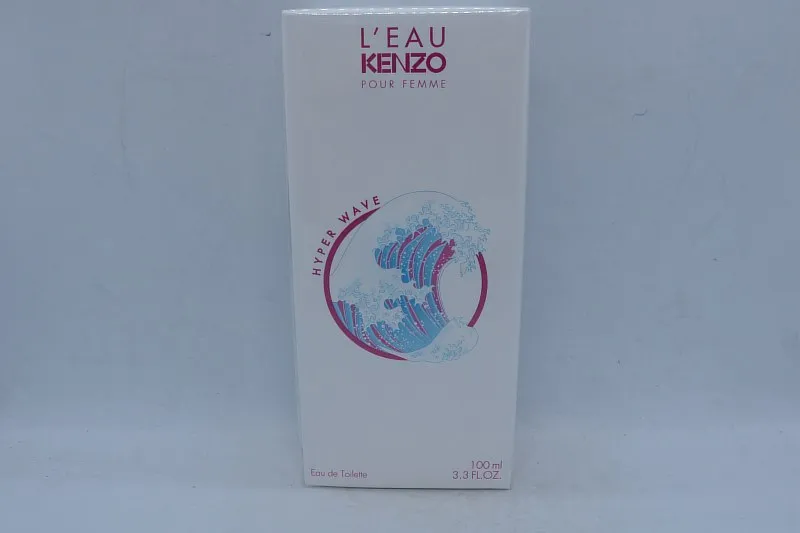 L'EAU
KENZO
POUR FEMME
HYPER WAVE
Eau de Toilette
100 ml
3.3 FL.OZ.